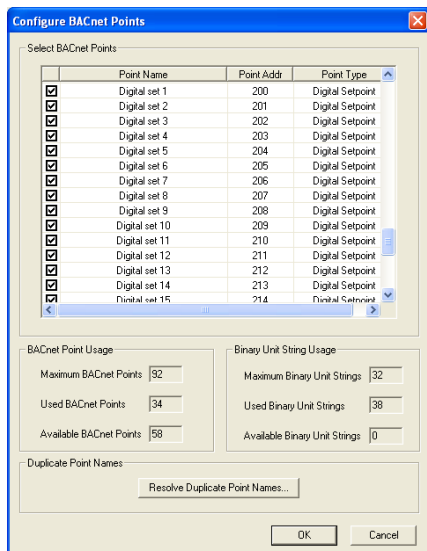 Configure BACnet Points
Select BACnet Points
Point Name Point Addr Point Type
Digital set 1 200 Digital Setpoint
Digital set 2 201 Digital Setpoint
Digital set 3 202 Digital Setpoint
Digital set 4 203 Digital Setpoint
Digital set 5 204 Digital Setpoint
Digital set 6 205 Digital Setpoint
Digital set 7 206 Digital Setpoint
Digital set 8 207 Digital Setpoint
Digital set 9 208 Digital Setpoint
Digital set 10 209 Digital Setpoint
Digital set 11 210 Digital Setpoint
Digital set 12 211 Digital Setpoint
Digital set 13 212 Digital Setpoint
Digital set 14 213 Digital Setpoint
Digital set 15 214 Digital Setpoint
BACnet Point Usage
Maximum BACnet Points 92
Used BACnet Points 34
Available BACnet Points 58
Binary Unit String Usage
Maximum Binary Unit Strings 32
Used Binary Unit Strings 38
Available Binary Unit Strings 0
Duplicate Point Names
Resolve Duplicate Point Names...
OK Cancel